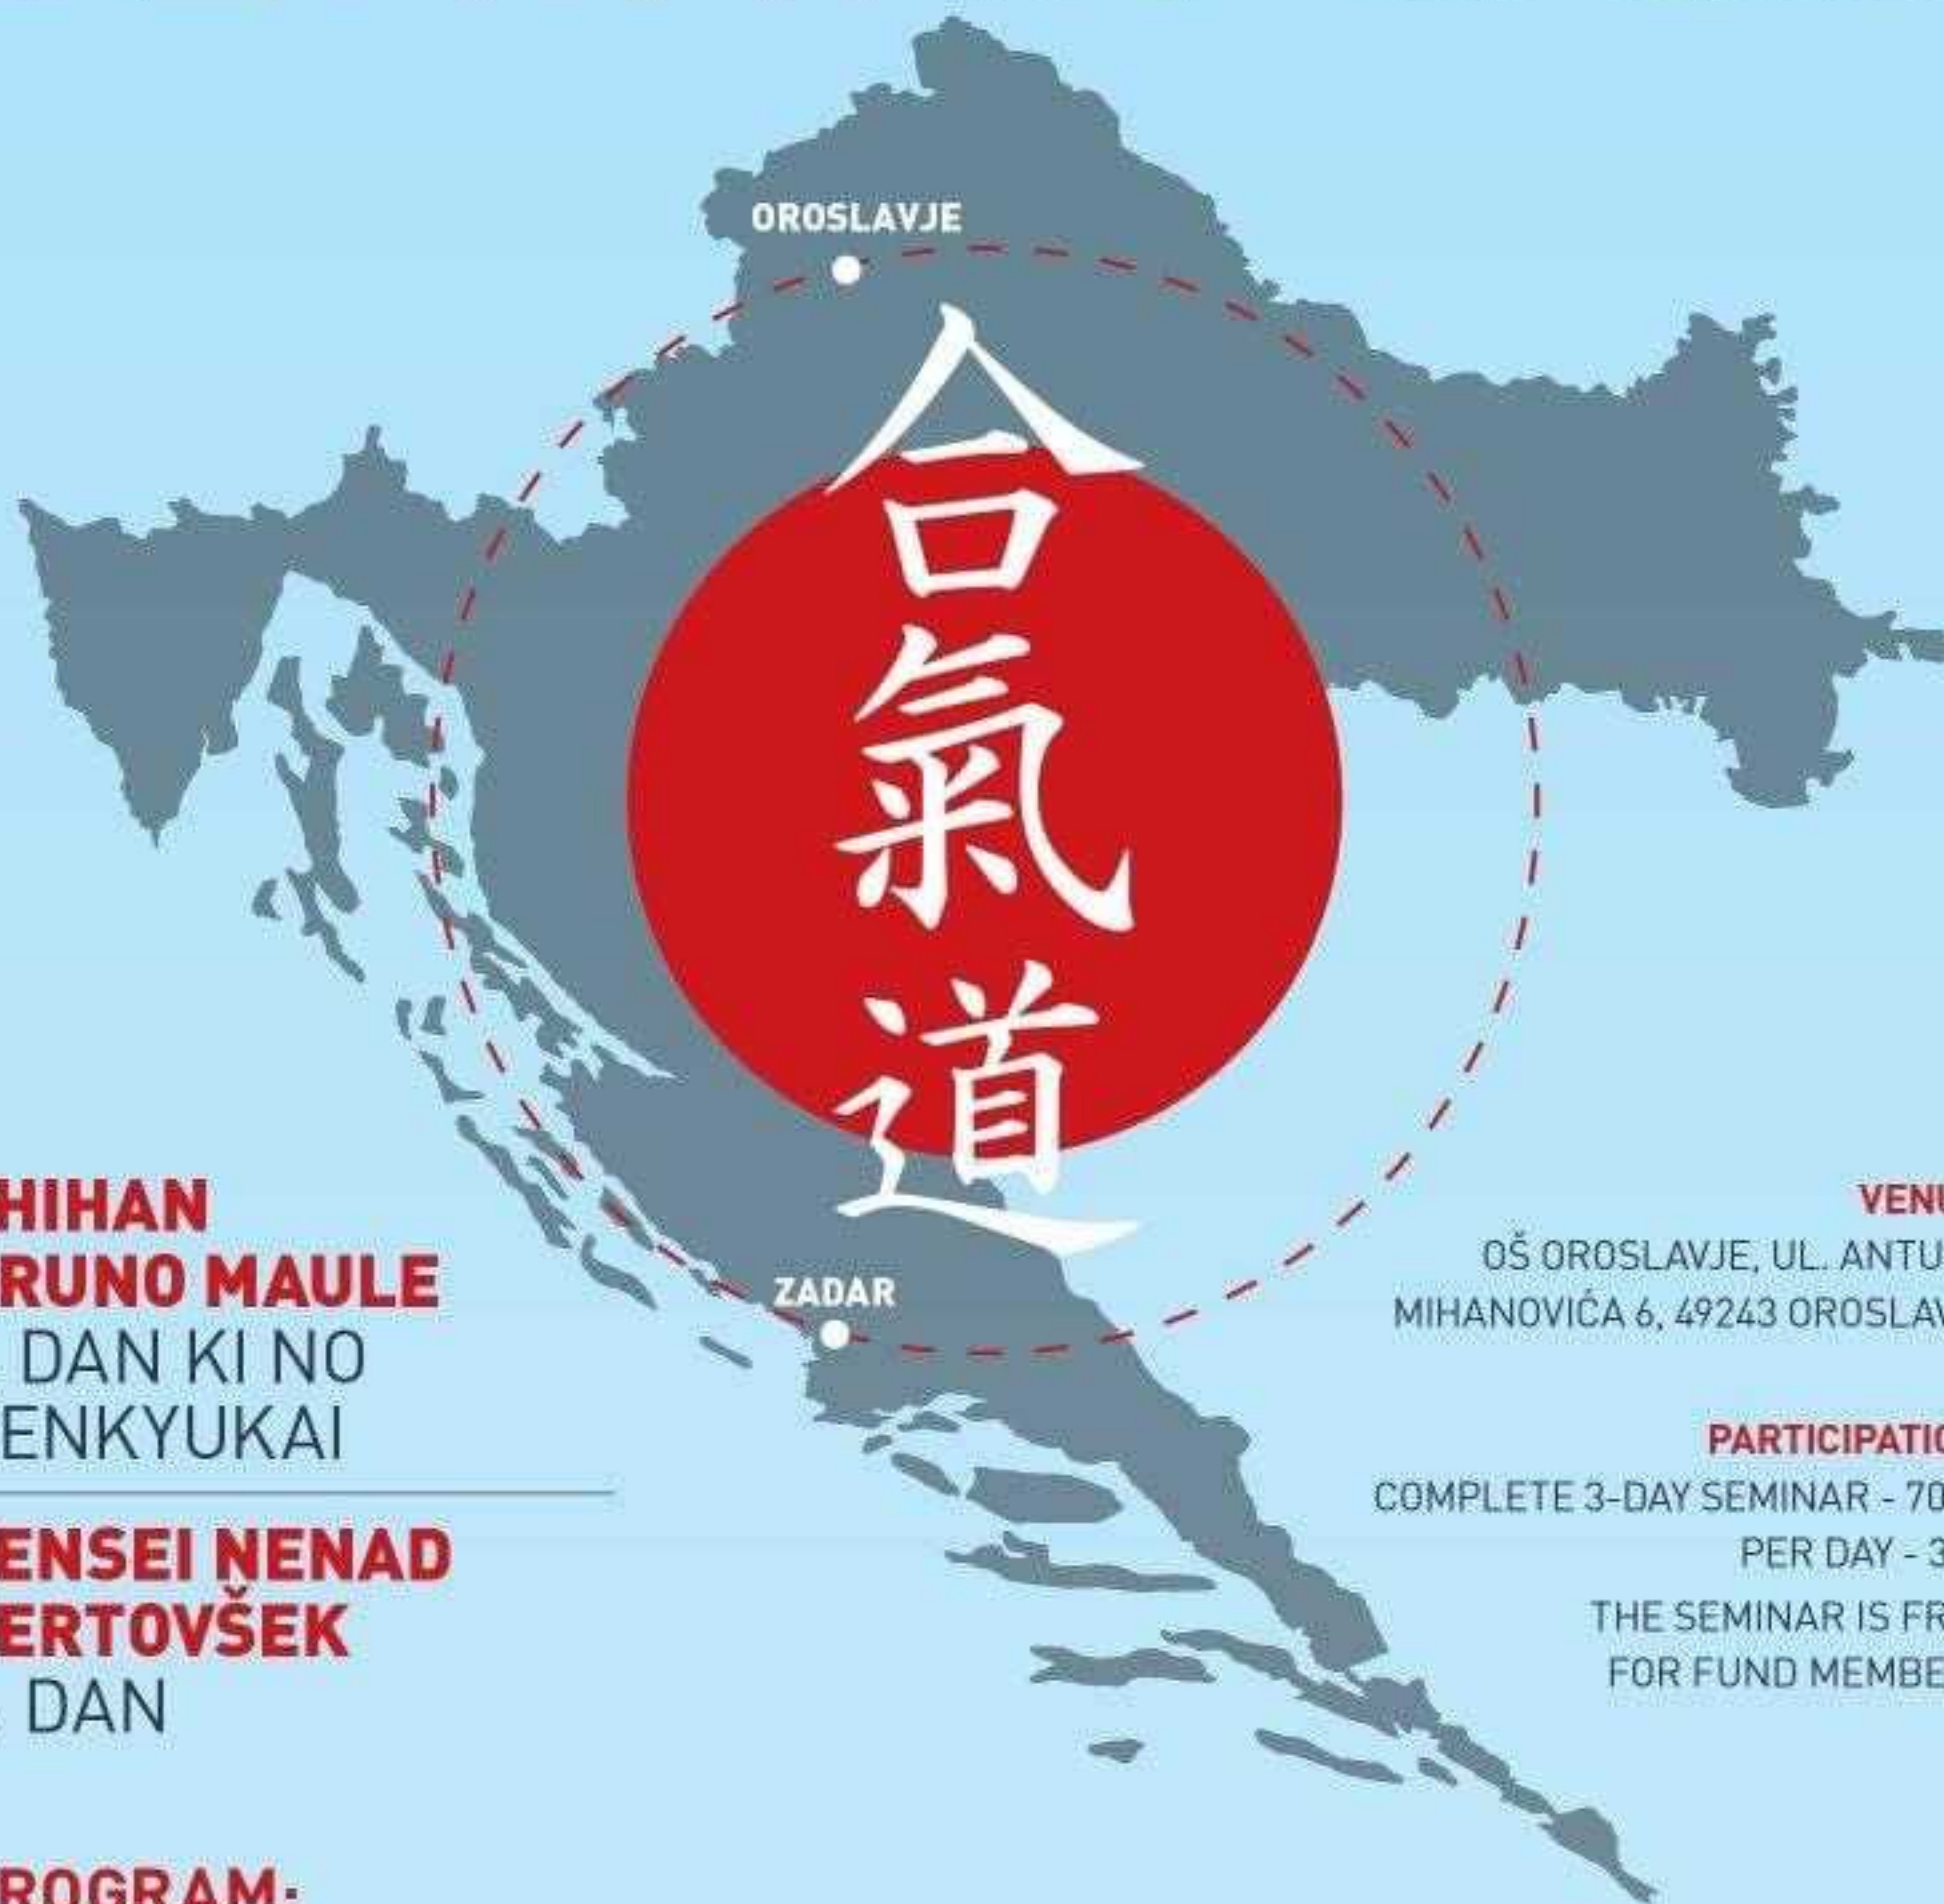 OROSLAVJE
合
氣
道
ZADAR
HIHAN
RUNO MAULE
DAN KI NO
ENKYUKAI
ENSEI NENAD
ERTOVŠEK
DAN
ROGRAM:
VENU
OŠ OROSLAVJE, UL. ANTU
MIHANOVIĆA 6, 49243 OROSLAV
PARTICIPATIO
COMPLETE 3-DAY SEMINAR - 70
PER DAY - 3
THE SEMINAR IS FR
FOR FUND MEMBE